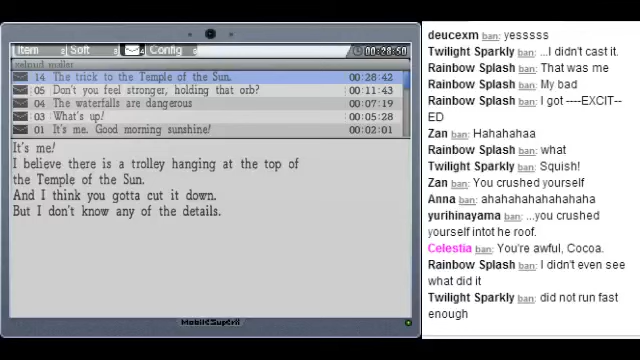 Item
Soft
Config
00:28:50
14 The trick to the Temple of the Sun. 00:28:42
05 Don't you feel stronger, holding that orb? 00:11:43
04 The waterfalls are dangerous 00:07:19
03 What's up! 00:05:28
01 It's me. Good morning sunshine! 00:02:01
It's me!
I believe there is a trolley hanging at the top of
the Temple of the Sun.
And I think you gotta cut it down.
But I don't know any of the details.
deucexm ban: yesssss
Twilight Sparkly ban: ...I didn't cast it.
Rainbow Splash ban: That was me
Rainbow Splash ban: My bad
Rainbow Splash ban: I got ----EXCIT--
ED
Zan ban: Hahahahaa
Rainbow Splash ban: what
Twilight Sparkly ban: Squish!
Zan ban: You crushed yourself
Anna ban: ahahahahahahaha
yurihinayama ban: ...you crushed
yourself intot he roof.
Celestia ban: You're awful, Cocoa.
Rainbow Splash ban: I didn't even see
what did it
Twilight Sparkly ban: did not run fast
enough